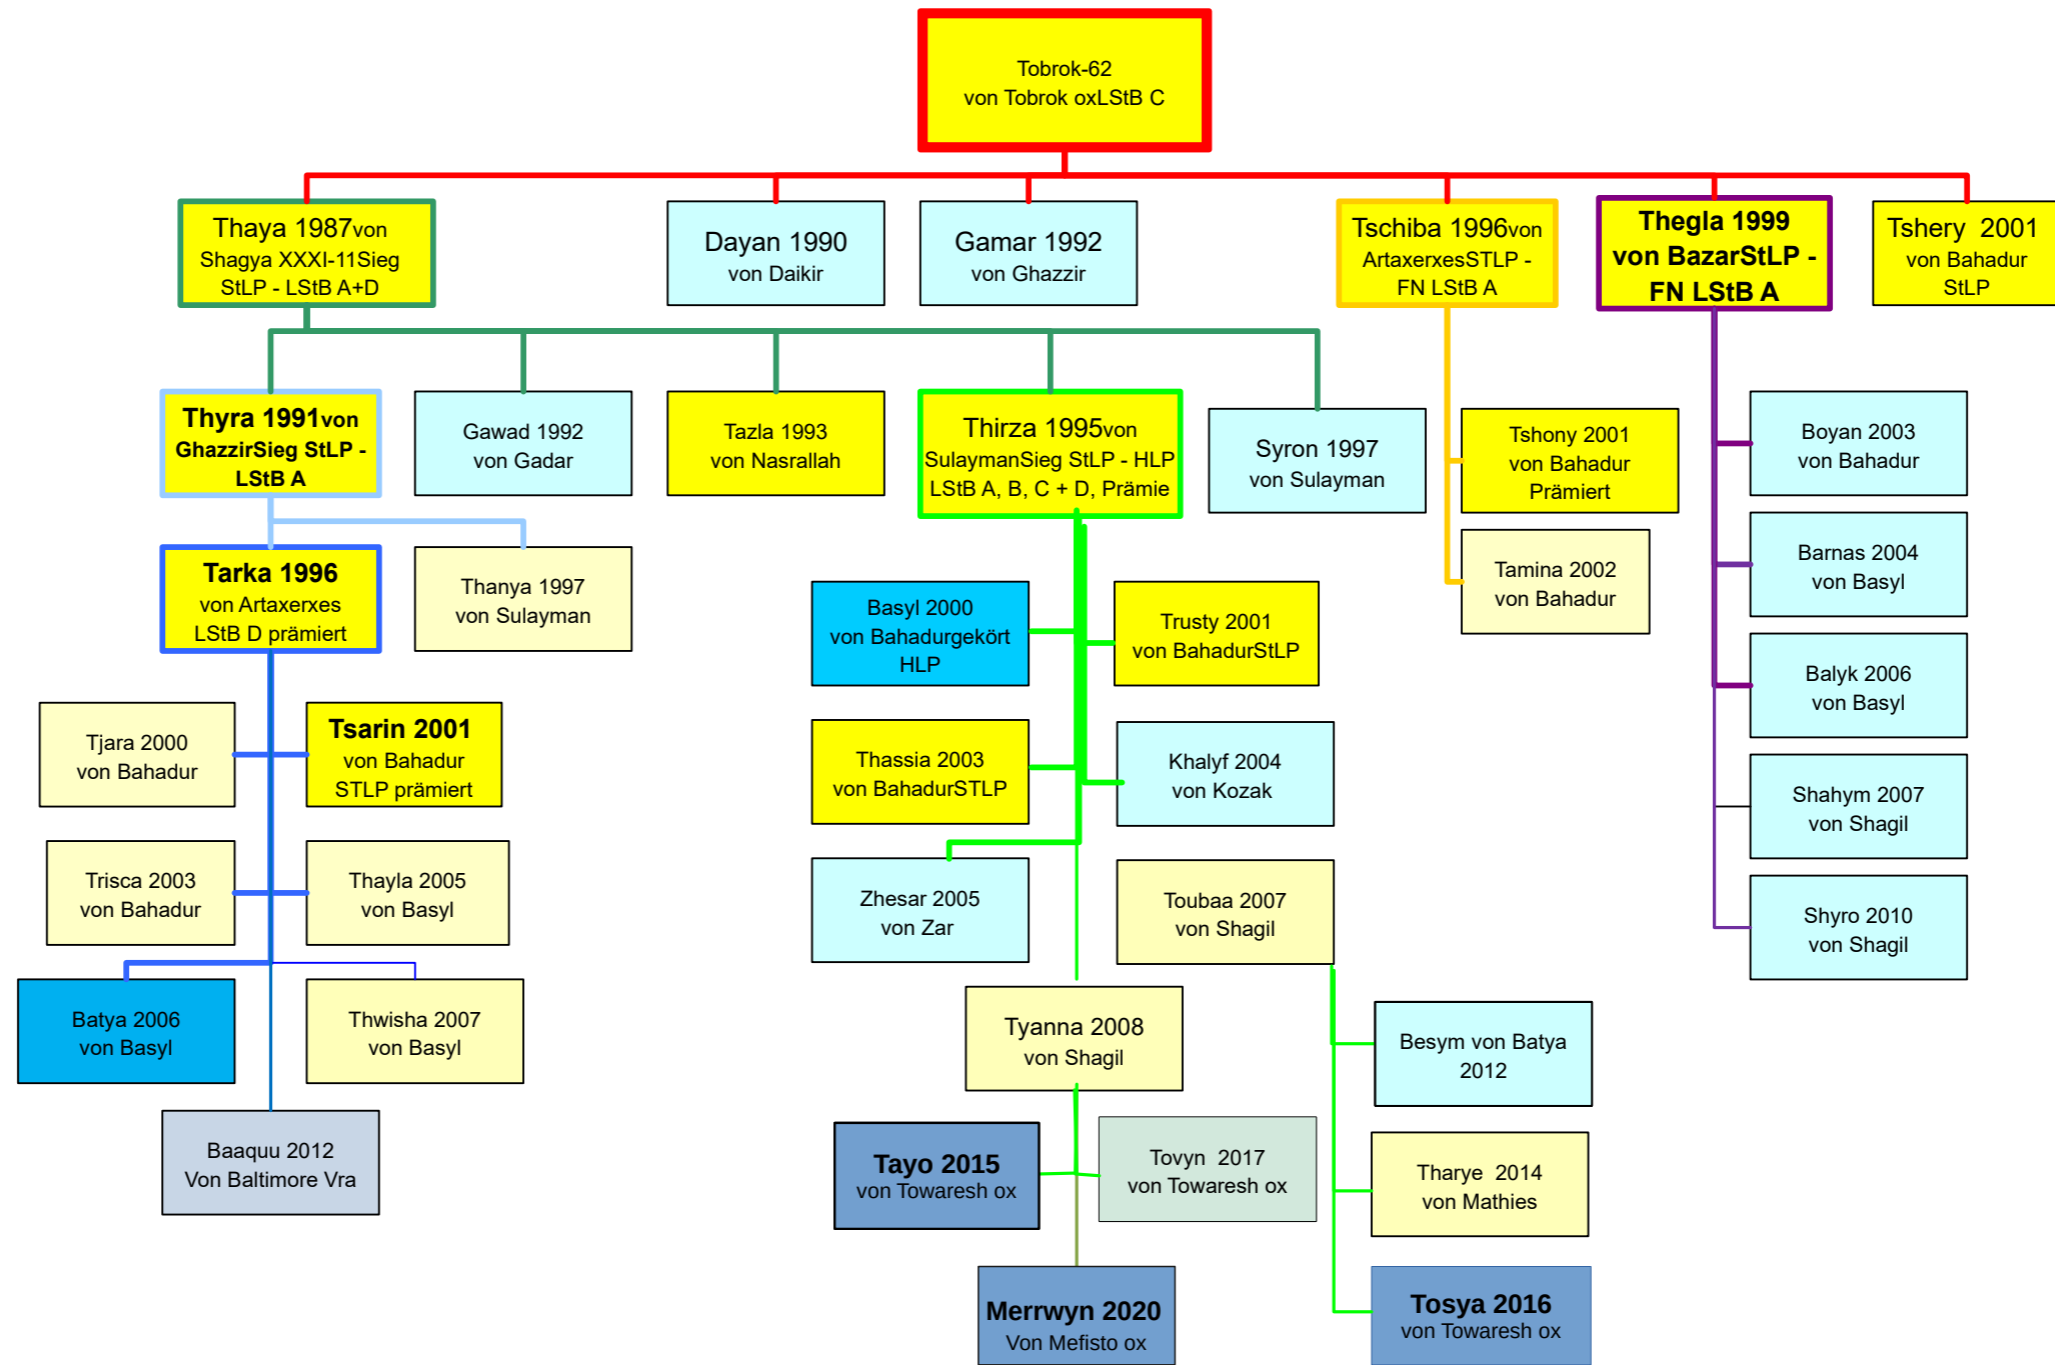 Tobrok-62
von Tobrok oxLStB C
Thaya 1987von
Shagya XXXI-11Sieg
StLP - LStB A+D
Dayan 1990
von Daikir
Gamar 1992
von Ghazzir
Tschiba 1996von
ArtaxerxesSTLP -
FN LStB A
Thegla 1999
von BazarStLP -
FN LStB A
Tshery  2001
von Bahadur
StLP
Thyra 1991von
GhazzirSieg StLP -
LStB A
Gawad 1992
von Gadar
Tazla 1993
von Nasrallah
Thirza 1995von
SulaymanSieg StLP - HLP
LStB A, B, C + D, Prämie
Syron 1997
von Sulayman
Tshony 2001
von Bahadur
Prämiert
Boyan 2003
von Bahadur
Tarka 1996
von Artaxerxes
LStB D prämiert
Thanya 1997
von Sulayman
Tamina 2002
von Bahadur
Barnas 2004
von Basyl
Basyl 2000
von Bahadurgekört
HLP
Trusty 2001
von BahadurStLP
Balyk 2006
von Basyl
Tjara 2000
von Bahadur
Tsarin 2001
von Bahadur
STLP prämiert
Thassia 2003
von BahadurSTLP
Khalyf 2004
von Kozak
Shahym 2007
von Shagil
Trisca 2003
von Bahadur
Thayla 2005
von Basyl
Zhesar 2005
von Zar
Toubaa 2007
von Shagil
Shyro 2010
von Shagil
Batya 2006
von Basyl
Thwisha 2007
von Basyl
Tyanna 2008
von Shagil
Besym von Batya
2012
Baaquu 2012
Von Baltimore Vra
Tayo 2015
von Towaresh ox
Tovyn  2017
von Towaresh ox
Tharye  2014
von Mathies
Merrwyn 2020
Von Mefisto ox
Tosya 2016
von Towaresh ox